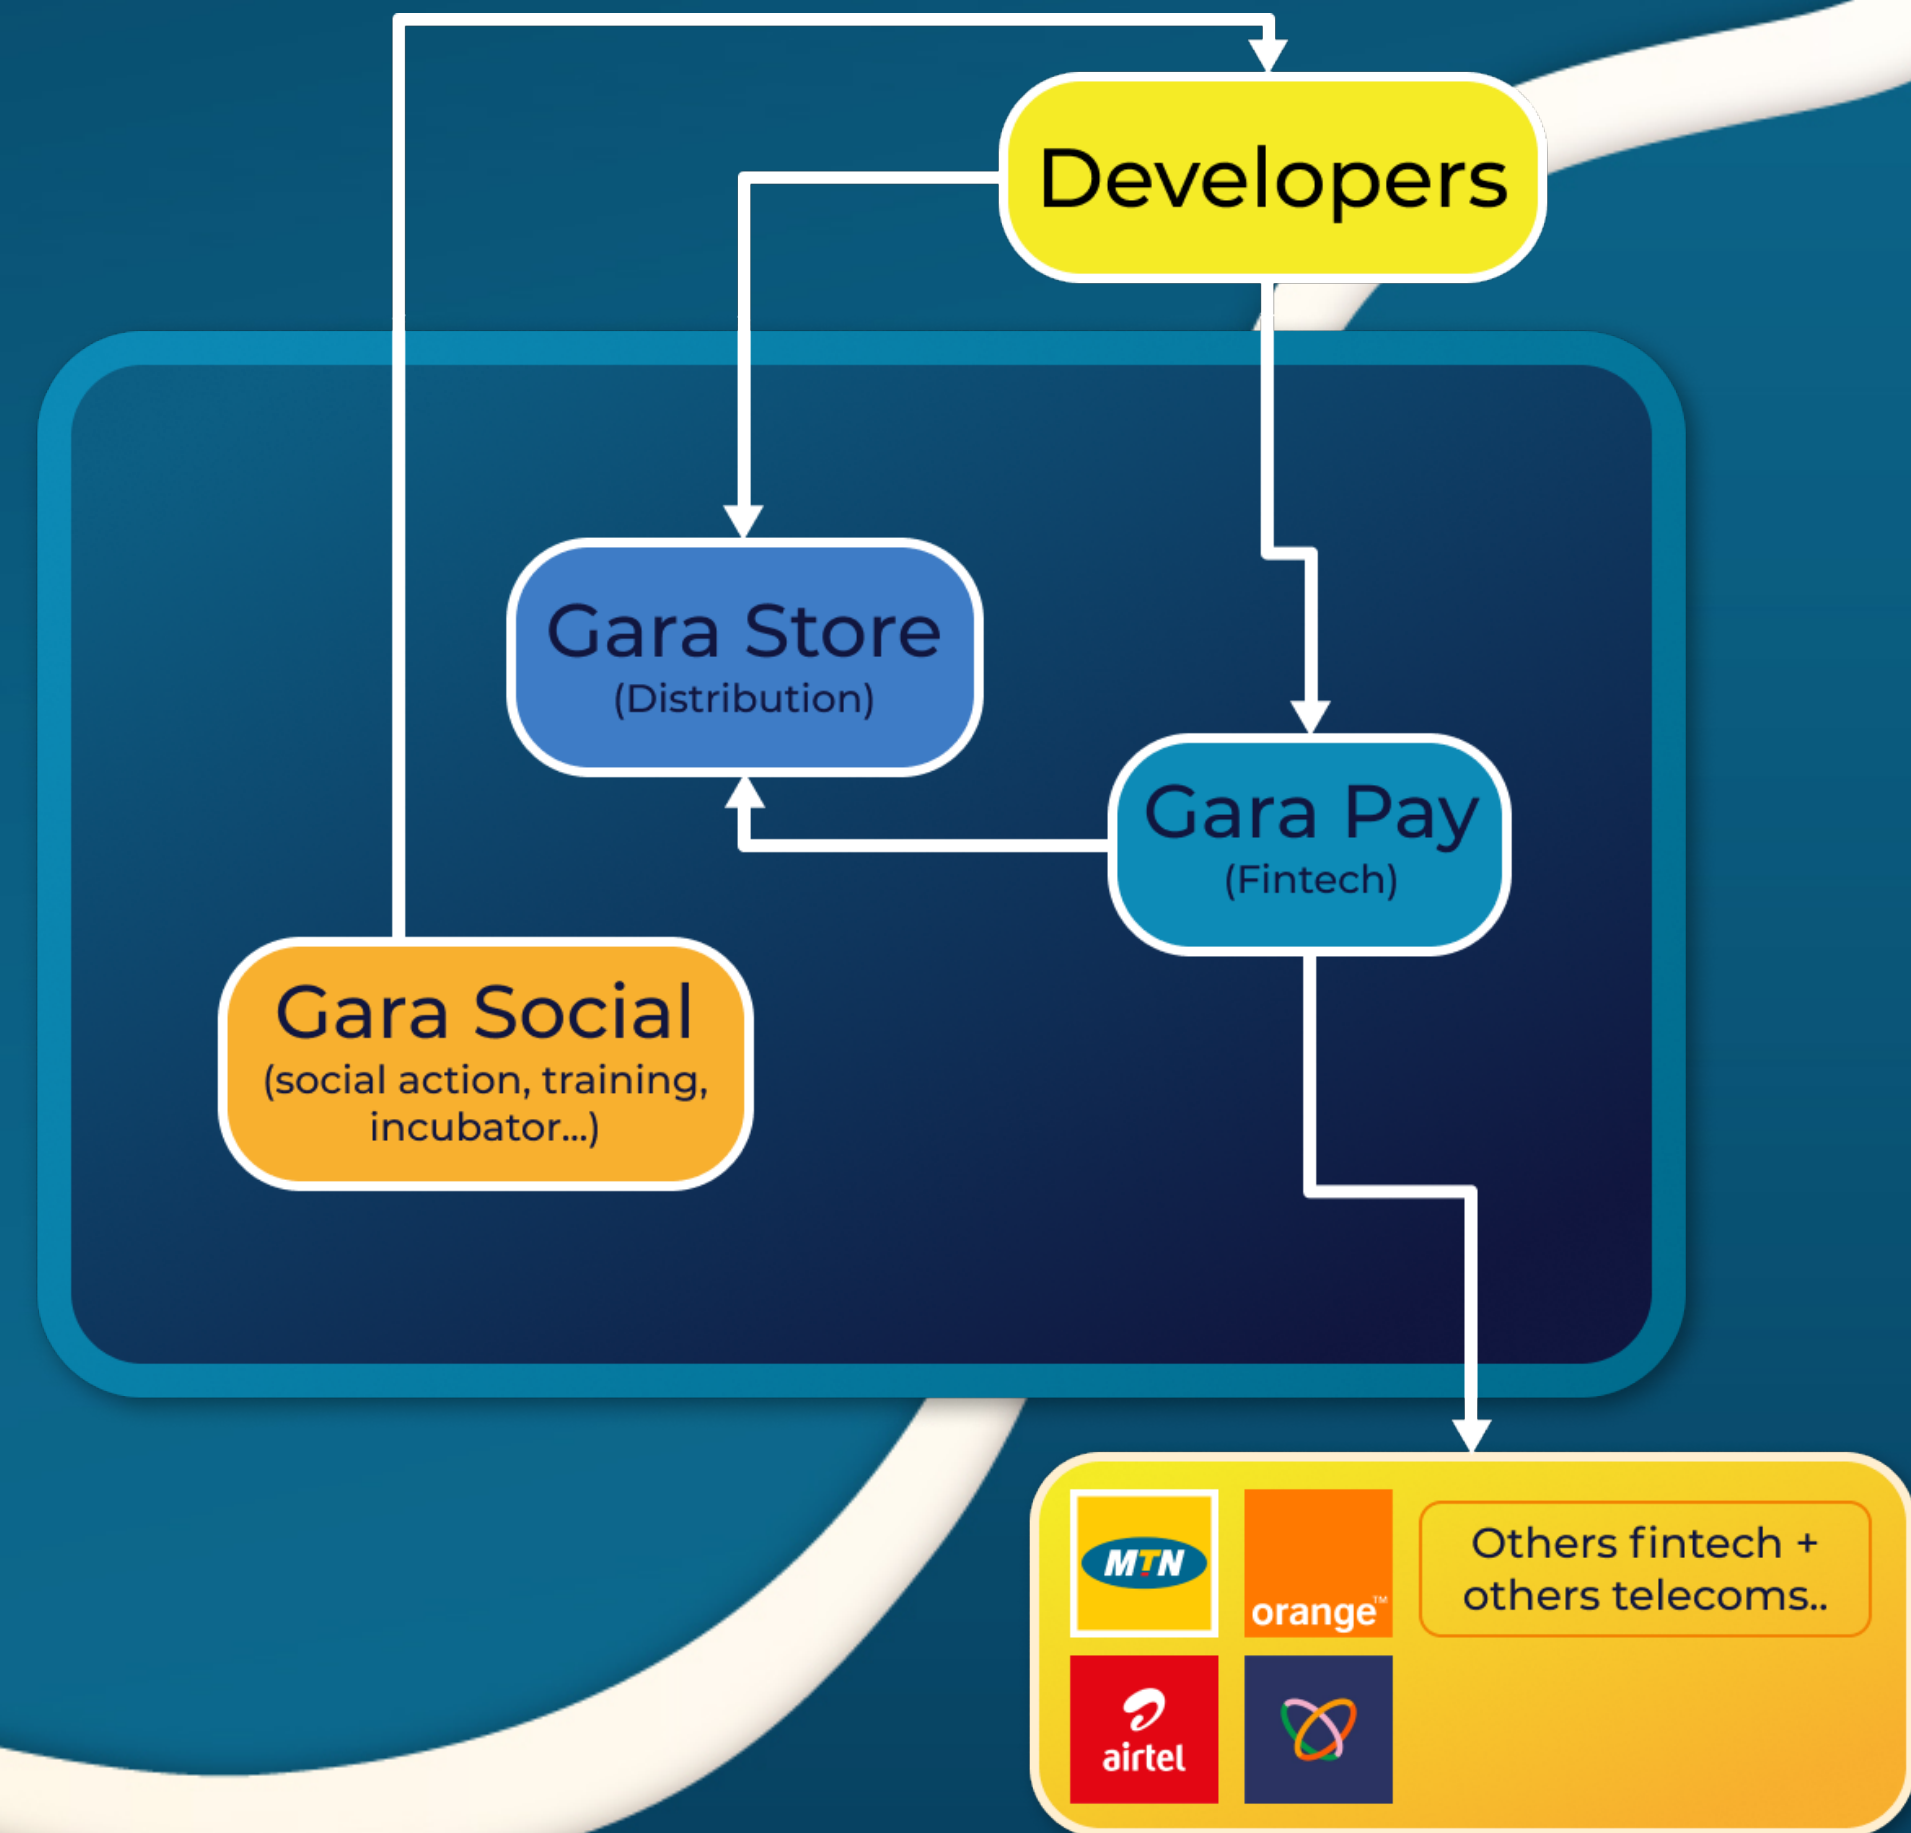 Developers
Gara Store
(Distribution)
Gara Pay
(Fintech)
Gara Social
(social action, training,
incubator...)
MTN
orange™
Others fintech +
others telecoms..
airtel